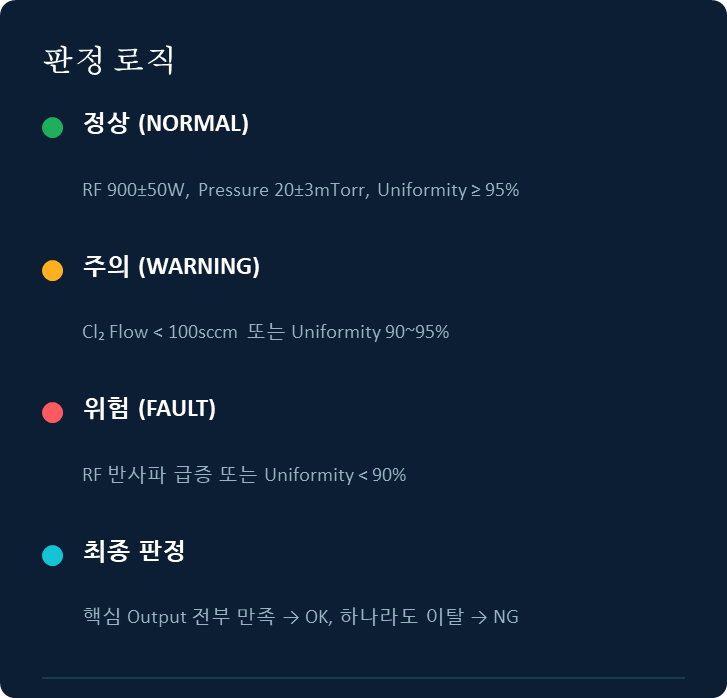 판정 로직
정상 (NORMAL)
RF 900±50W, Pressure 20±3mTorr, Uniformity ≥ 95%
주의 (WARNING)
Cl₂ Flow < 100sccm 또는 Uniformity 90~95%
위험 (FAULT)
RF 반사파 급증 또는 Uniformity < 90%
최종 판정
핵심 Output 전부 만족 → OK, 하나라도 이탈 → NG